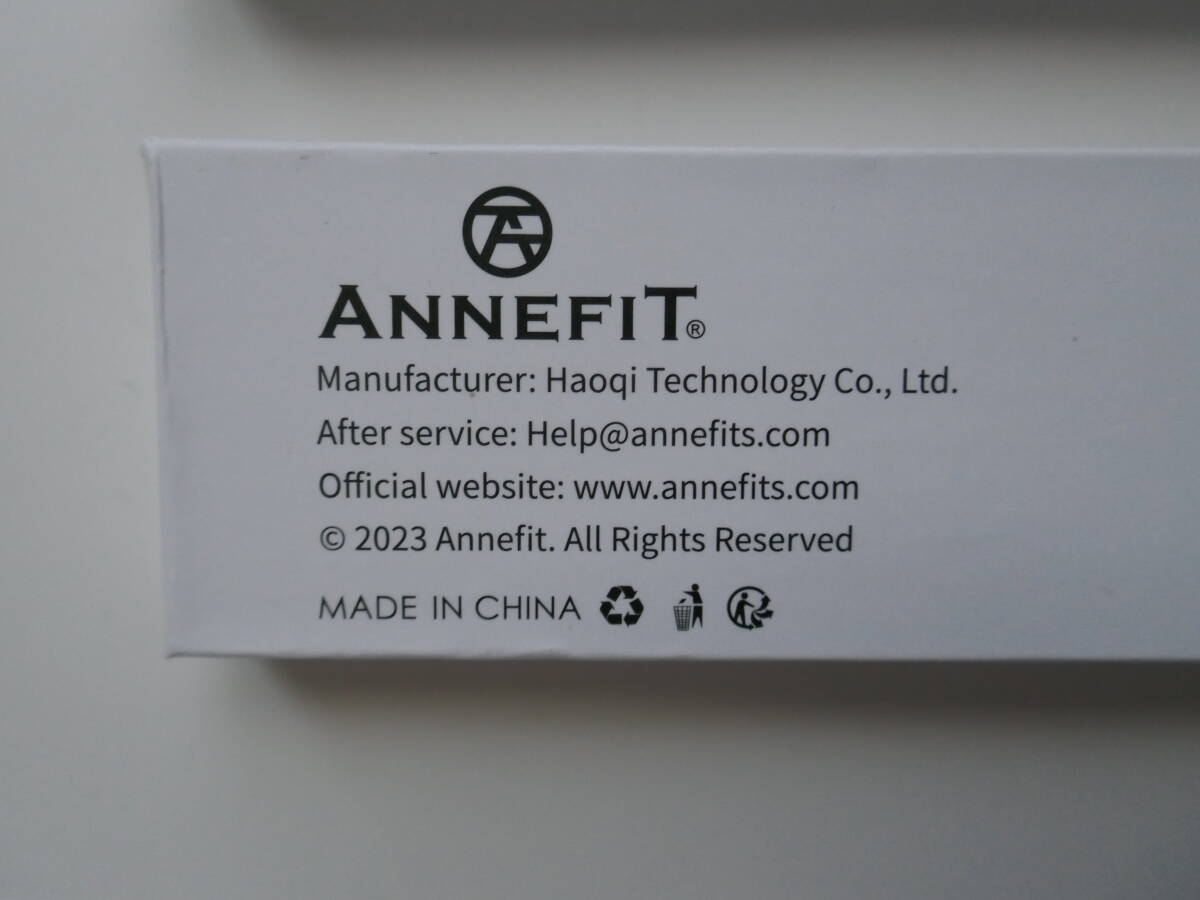 ANNEFIT®
Manufacturer: Haoqi Technology Co., Ltd.
After service: Help@annefits.com
Official website: www.annefits.com
© 2023 Annefit. All Rights Reserved
MADE IN CHINA